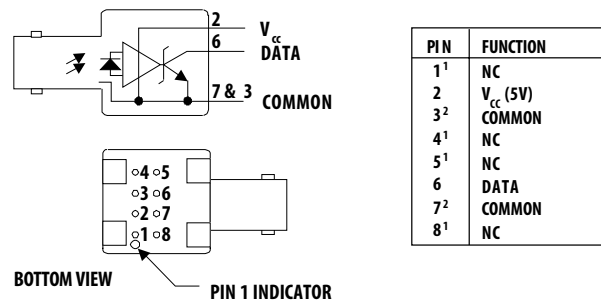 2 Vcc
6 DATA
7 & 3 COMMON
4 5
3 6
2 7
1 8
BOTTOM VIEW
PIN 1 INDICATOR
PIN FUNCTION
1¹ NC
2 Vcc (5V)
3² COMMON
4¹ NC
5¹ NC
6 DATA
7² COMMON
8¹ NC